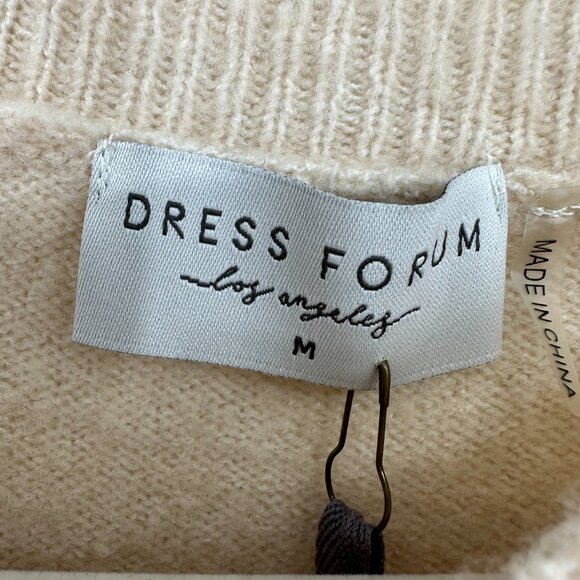 DRESS FORUM
los angeles
M
MADE IN CHINA